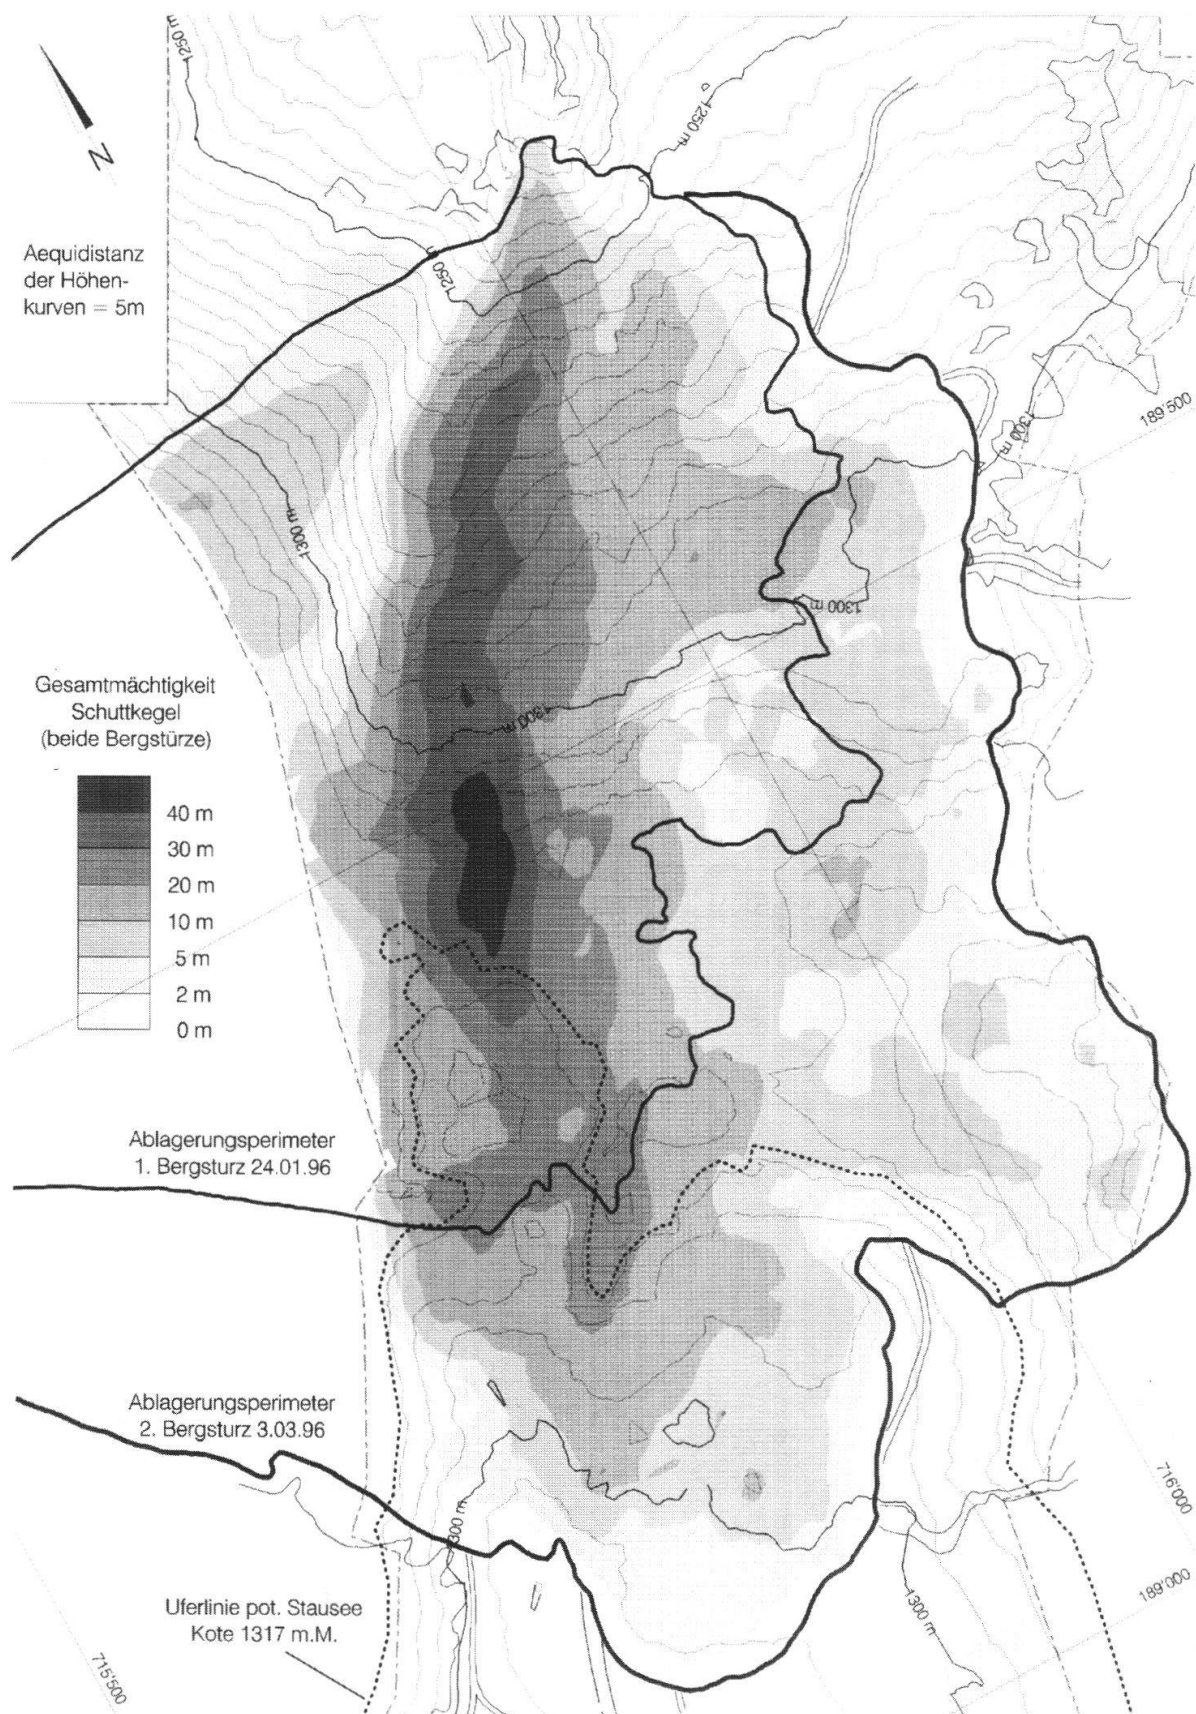 1250 m
1250 m
N
Aequidistanz
der Höhen-
kurven = 5m
1250 m
189'500
1300 m
1300 m
1300 m
1300 m
Gesamtmächtigkeit
Schuttkegel
(beide Bergstürze)
40 m
30 m
20 m
10 m
5 m
2 m
0 m
Ablagerungsperimeter
1. Bergsturz 24.01.96
Ablagerungsperimeter
2. Bergsturz 3.03.96
1300 m
716'000
189'000
1300 m
Uferlinie pot. Stausee
Kote 1317 m.M.
715'500